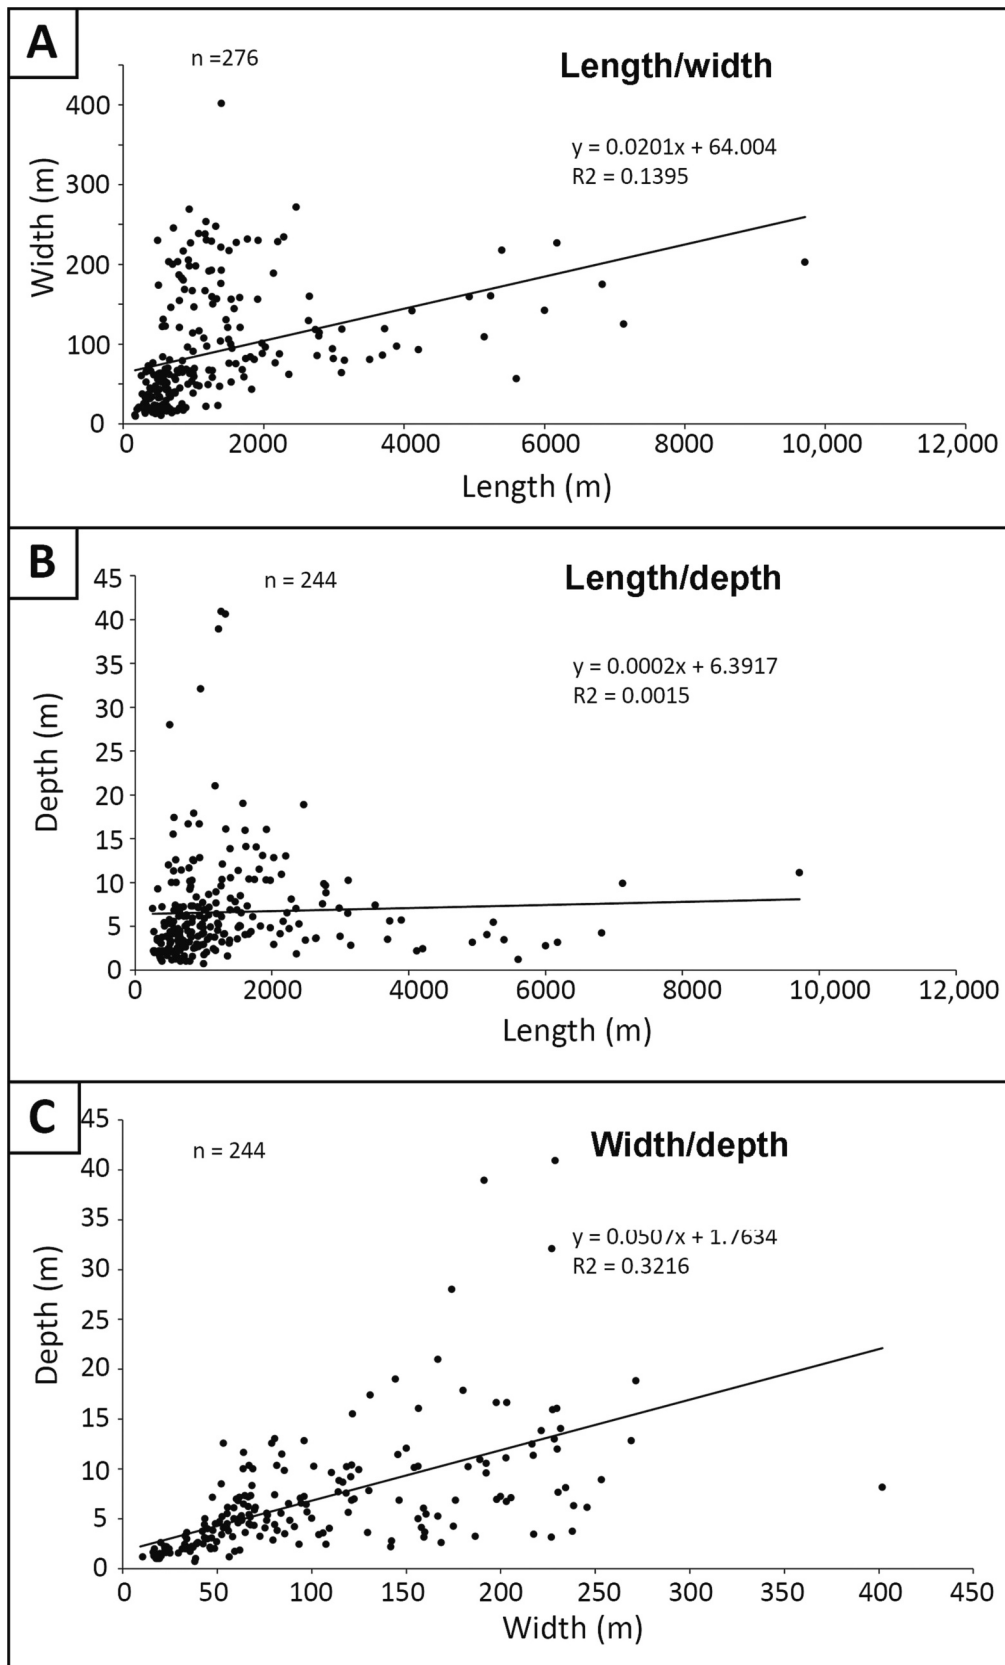 A
n =276
Length/width
y = 0.0201x + 64.004
R2 = 0.1395
Width (m)
400
300
200
100
0
0 2000 4000 6000 8000 10,000 12,000
Length (m)
B
n = 244
Length/depth
y = 0.0002x + 6.3917
R2 = 0.0015
Depth (m)
45
40
35
30
25
20
15
10
5
0
0 2000 4000 6000 8000 10,000 12,000
Length (m)
C
n = 244
Width/depth
y = 0.0507x + 1.7634
R2 = 0.3216
Depth (m)
45
40
35
30
25
20
15
10
5
0
0 50 100 150 200 250 300 350 400 450
Width (m)